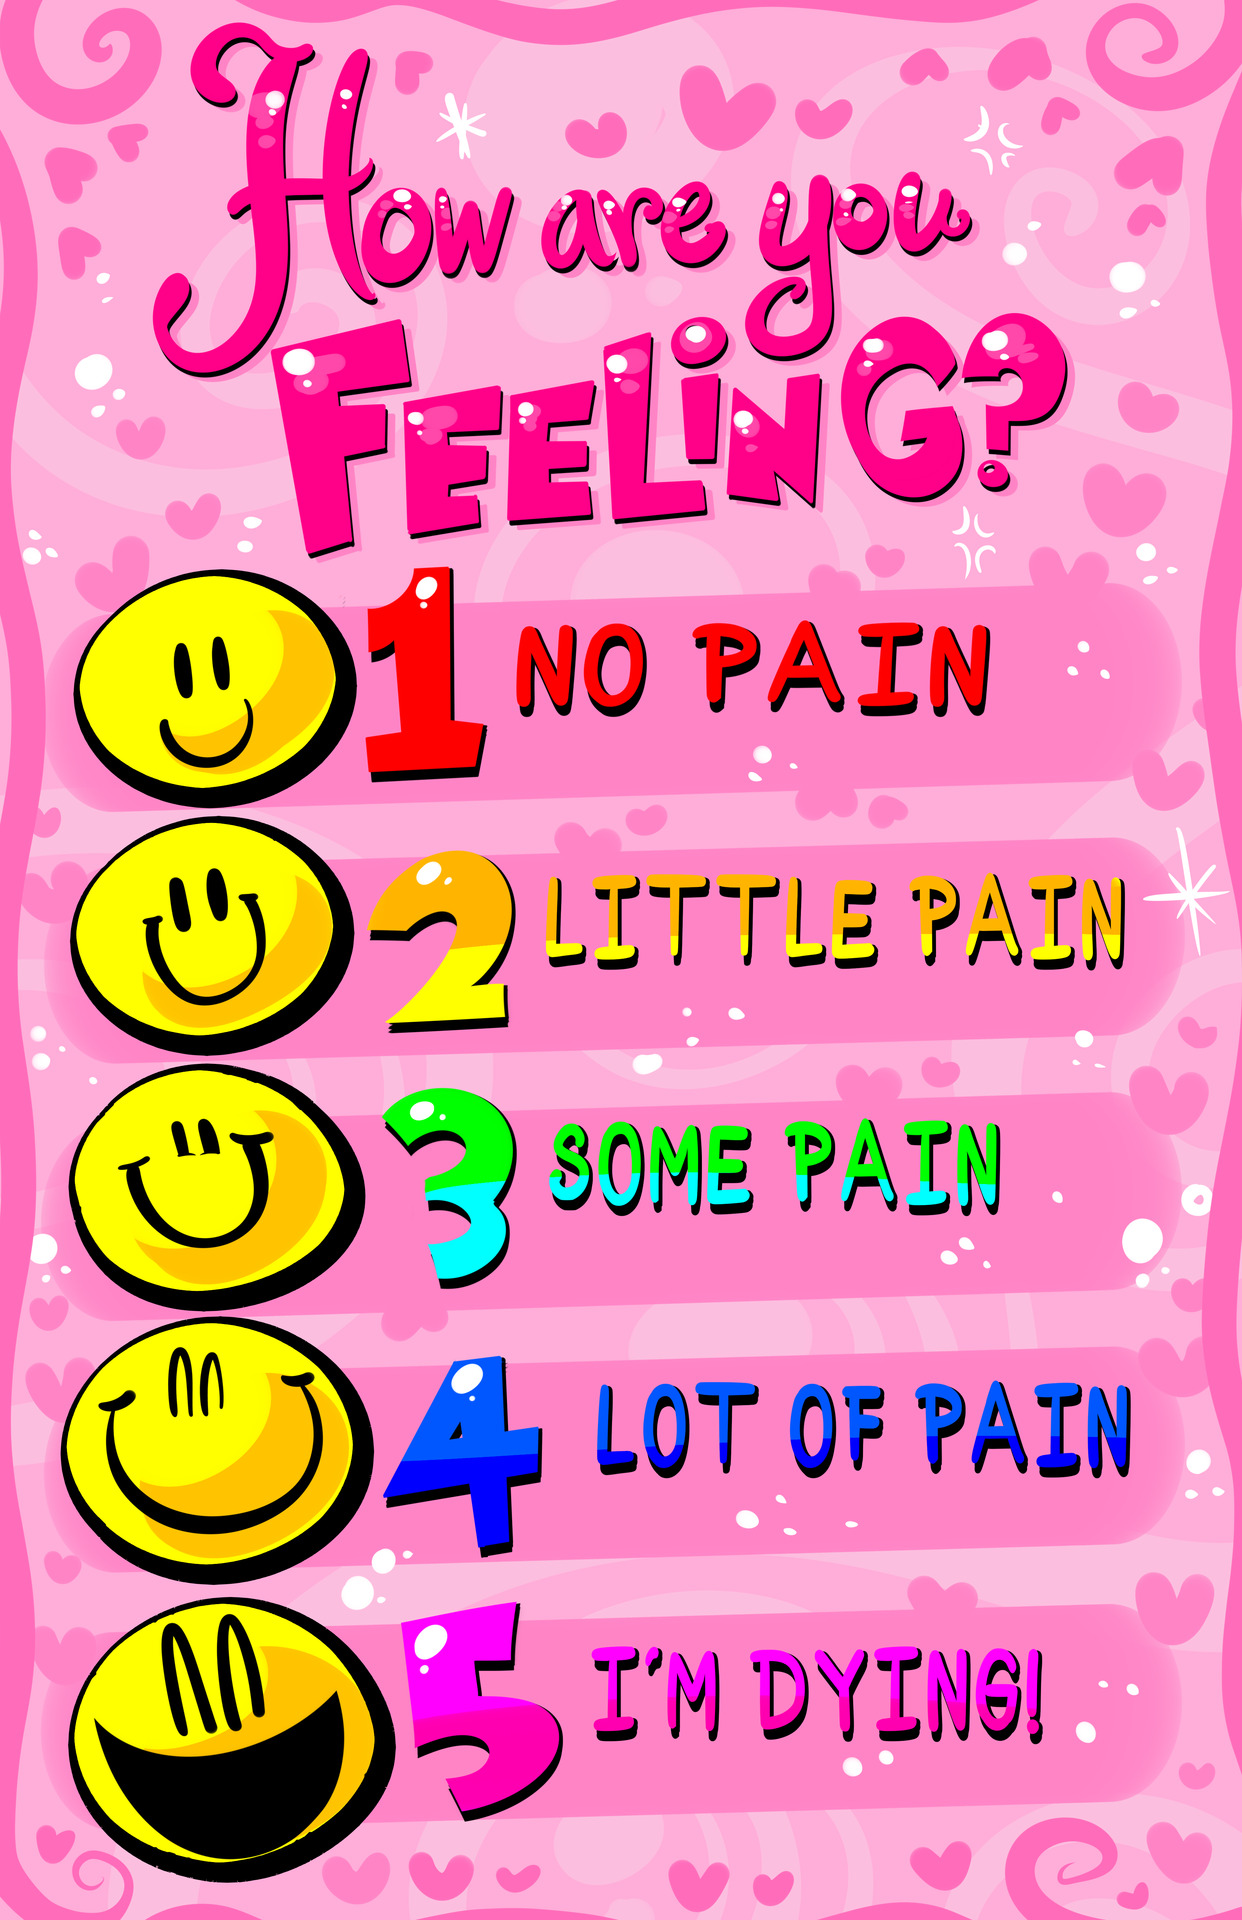 How are you
FEELiNG?
1 NO PAIN
2 LITTLE PAIN
3 SOME PAIN
4 LOT OF PAIN
5 I'M DYING!